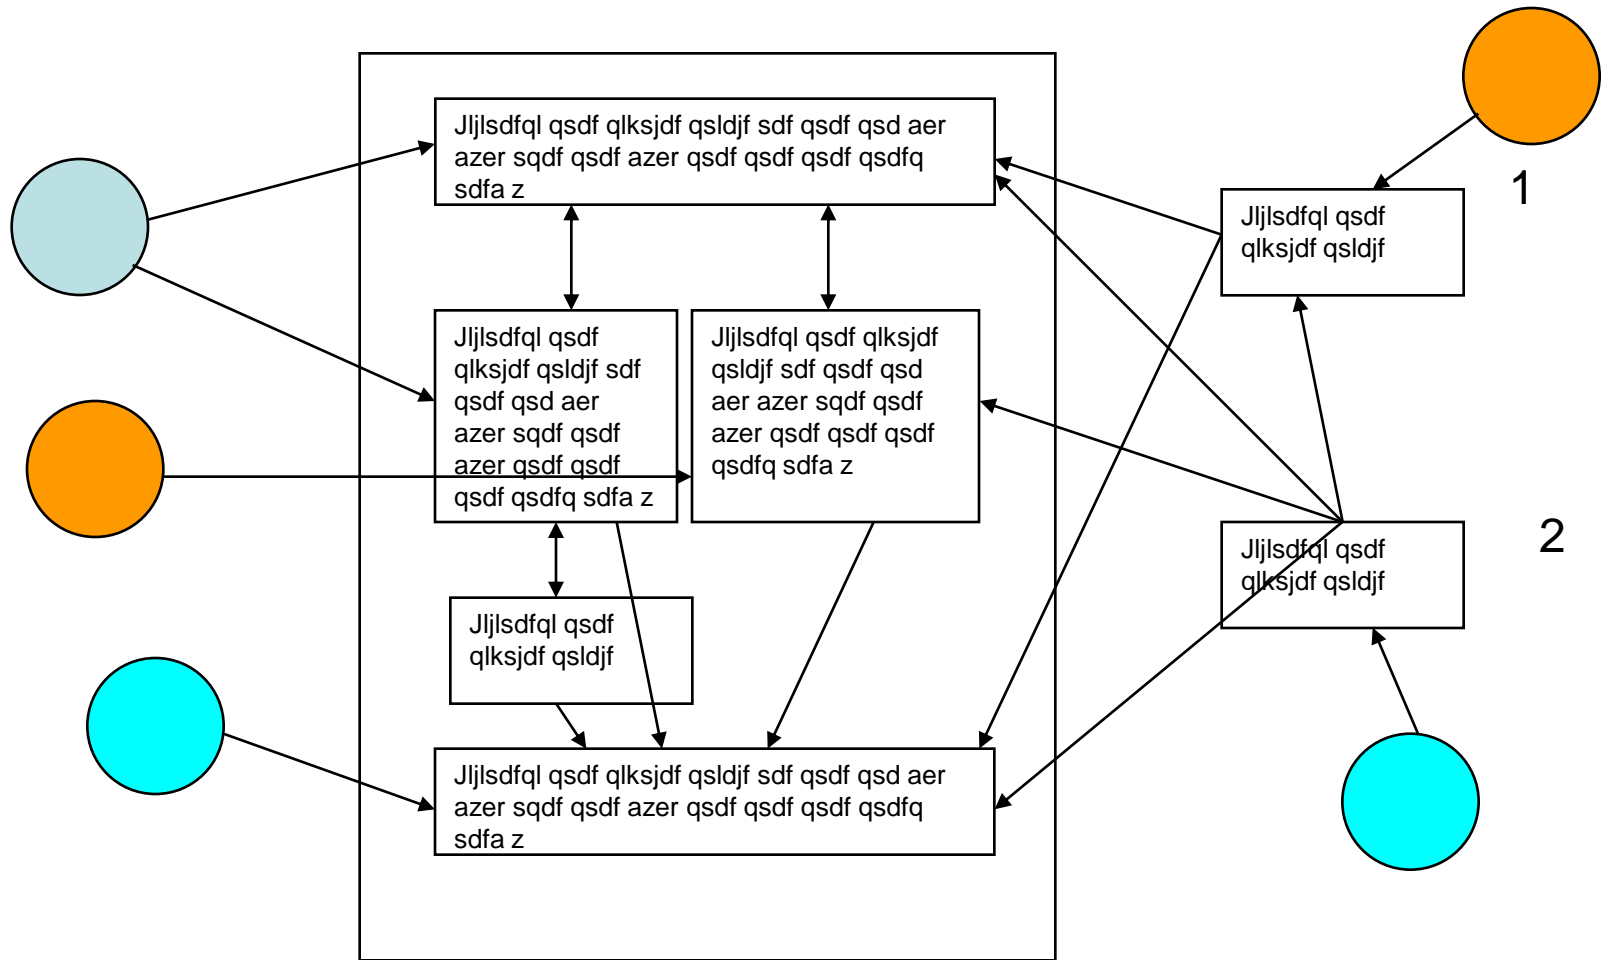 Jljlsdfql qsdf qlksjdf qsldjf sdf qsdf qsd aer
azer sqdf qsdf azer qsdf qsdf qsdf qsdfq
sdfa z
1
Jljlsdfql qsdf
qlksjdf qsldjf
Jljlsdfql qsdf
qlksjdf qsldjf sdf
qsdf qsd aer
azer sqdf qsdf
azer qsdf qsdf
qsdf qsdfq sdfa z
Jljlsdfql qsdf qlksjdf
qsldjf sdf qsdf qsd
aer azer sqdf qsdf
azer qsdf qsdf qsdf
qsdfq sdfa z
2
Jljlsdfql qsdf
qlksjdf qsldjf
Jljlsdfql qsdf
qlksjdf qsldjf
Jljlsdfql qsdf qlksjdf qsldjf sdf qsdf qsd aer
azer sqdf qsdf azer qsdf qsdf qsdf qsdfq
sdfa z